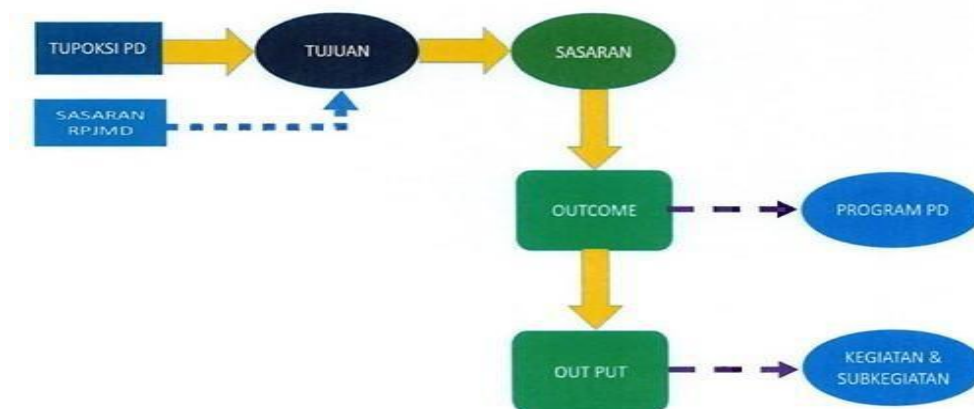 TUPOKSI PD
TUJUAN
SASARAN
SASARAN
RPJMD
OUTCOME
PROGRAM PD
OUT PUT
KEGIATAN &
SUBKEGIATAN